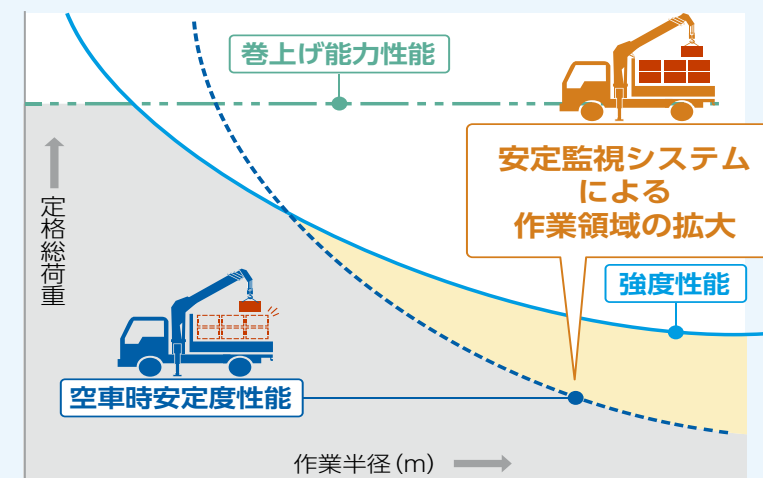 巻上げ能力性能
安定監視システム
による
作業領域の拡大
定格総荷重
強度性能
空車時安定度性能
作業半径(m)